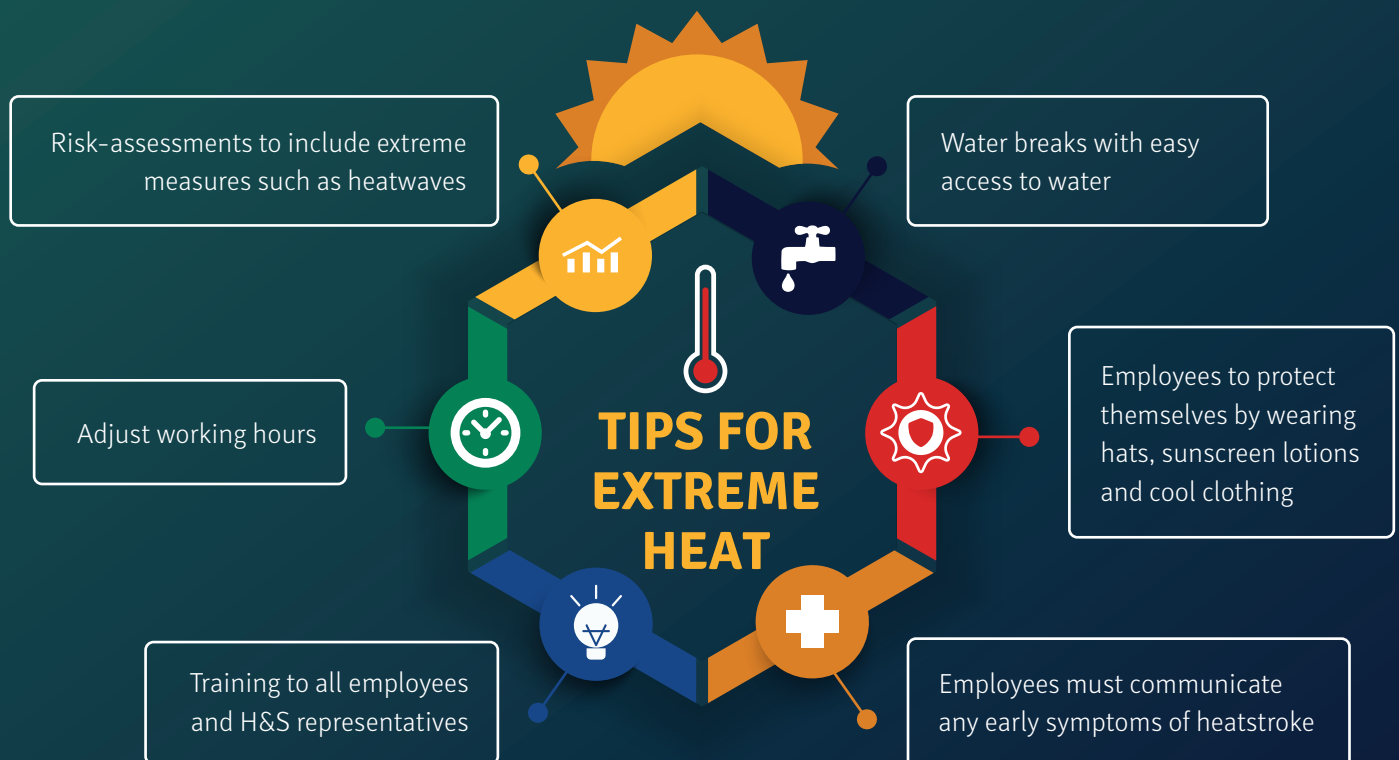 Risk-assessments to include extreme
measures such as heatwaves
Water breaks with easy
access to water
Adjust working hours
TIPS FOR
EXTREME
HEAT
Employees to protect
themselves by wearing
hats, sunscreen lotions
and cool clothing
Training to all employees
and H&S representatives
Employees must communicate
any early symptoms of heatstroke